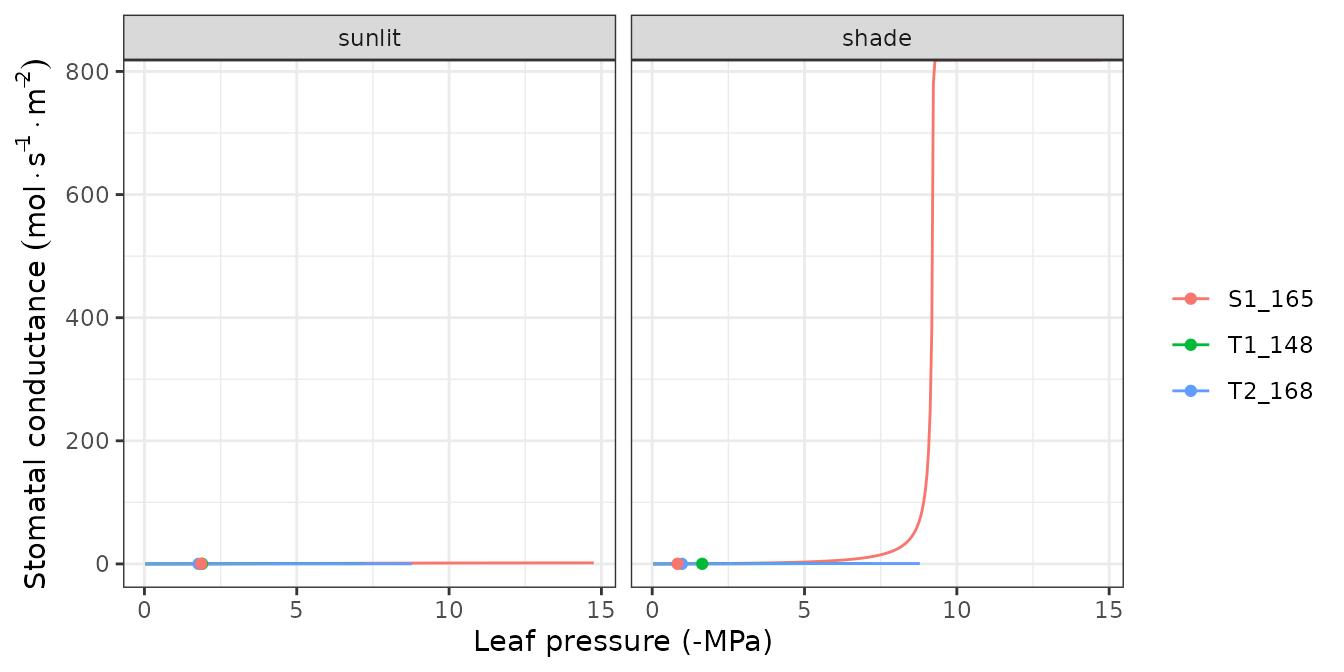 sunlit
shade
Stomatal conductance (mol·s⁻¹·m⁻²)
800
600
400
200
0
0
5
10
15
0
5
10
15
Leaf pressure (-MPa)
S1_165
T1_148
T2_168